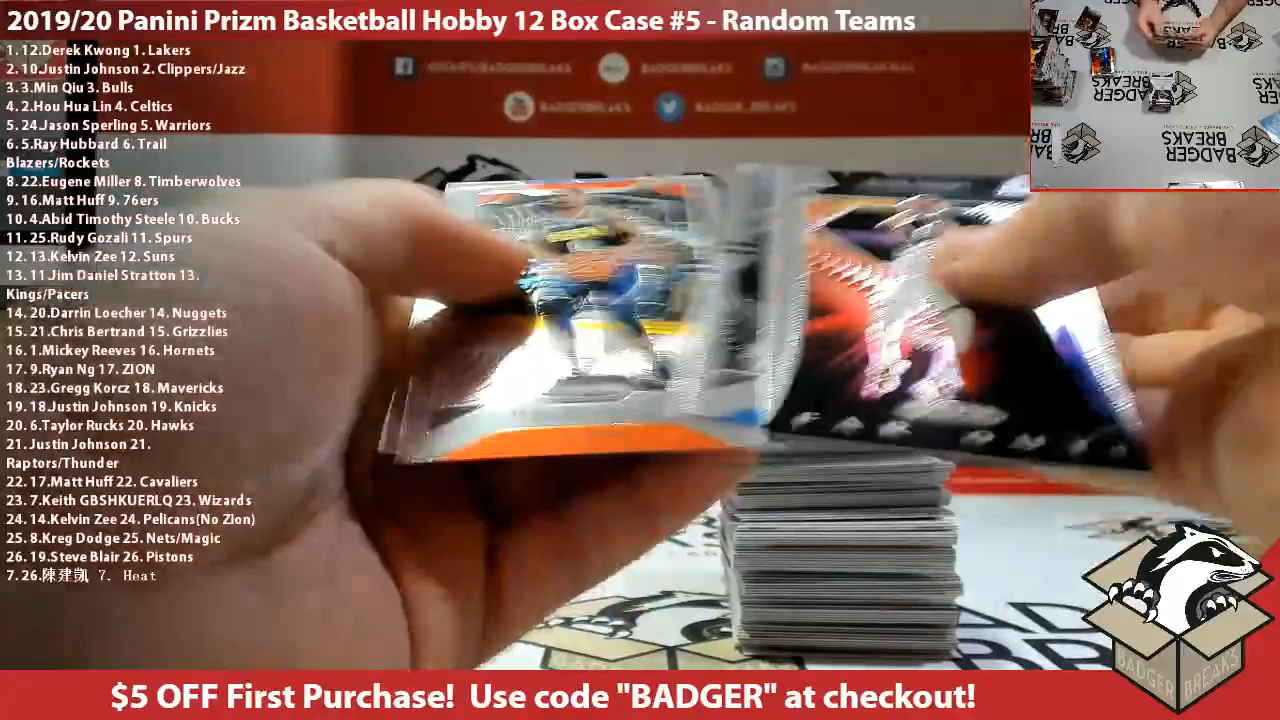 2019/20 Panini Prizm Basketball Hobby 12 Box Case #5 - Random Teams
1. 12.Derek Kwong 1. Lakers
2. 10.Justin Johnson 2. Clippers/Jazz
3. 3.Min Qiu 3. Bulls
4. 2.Hou Hua Lin 4. Celtics
5. 24.Jason Sperling 5. Warriors
6. 5.Ray Hubbard 6. Trail
Blazers/Rockets
8. 22.Eugene Miller 8. Timberwolves
9. 16.Matt Huff 9. 76ers
10. 4.Abid Timothy Steele 10. Bucks
11. 25.Rudy Gozali 11. Spurs
12. 13.Kelvin Zee 12. Suns
13. 11.Jim Daniel Stratton 13.
Kings/Pacers
14. 20.Darrin Loecher 14. Nuggets
15. 21.Chris Bertrand 15. Grizzlies
16. 1.Mickey Reeves 16. Hornets
17. 9.Ryan Ng 17. ZION
18. 23.Gregg Korcz 18. Mavericks
19. 18.Justin Johnson 19. Knicks
20. 6.Taylor Rucks 20. Hawks
21. Justin Johnson 21.
Raptors/Thunder
22. 17.Matt Huff 22. Cavaliers
23. 7.Keith GBSHKUERLQ 23. Wizards
24. 14.Kelvin Zee 24. Pelicans(No Zion)
25. 8.Kreg Dodge 25. Nets/Magic
26. 19.Steve Blair 26. Pistons
7. 26.陳建凱 7. Heat
BADGER BREAKS
BADGER
BREAKS
BADGER BREAKS
$5 OFF First Purchase! Use code "BADGER" at checkout!